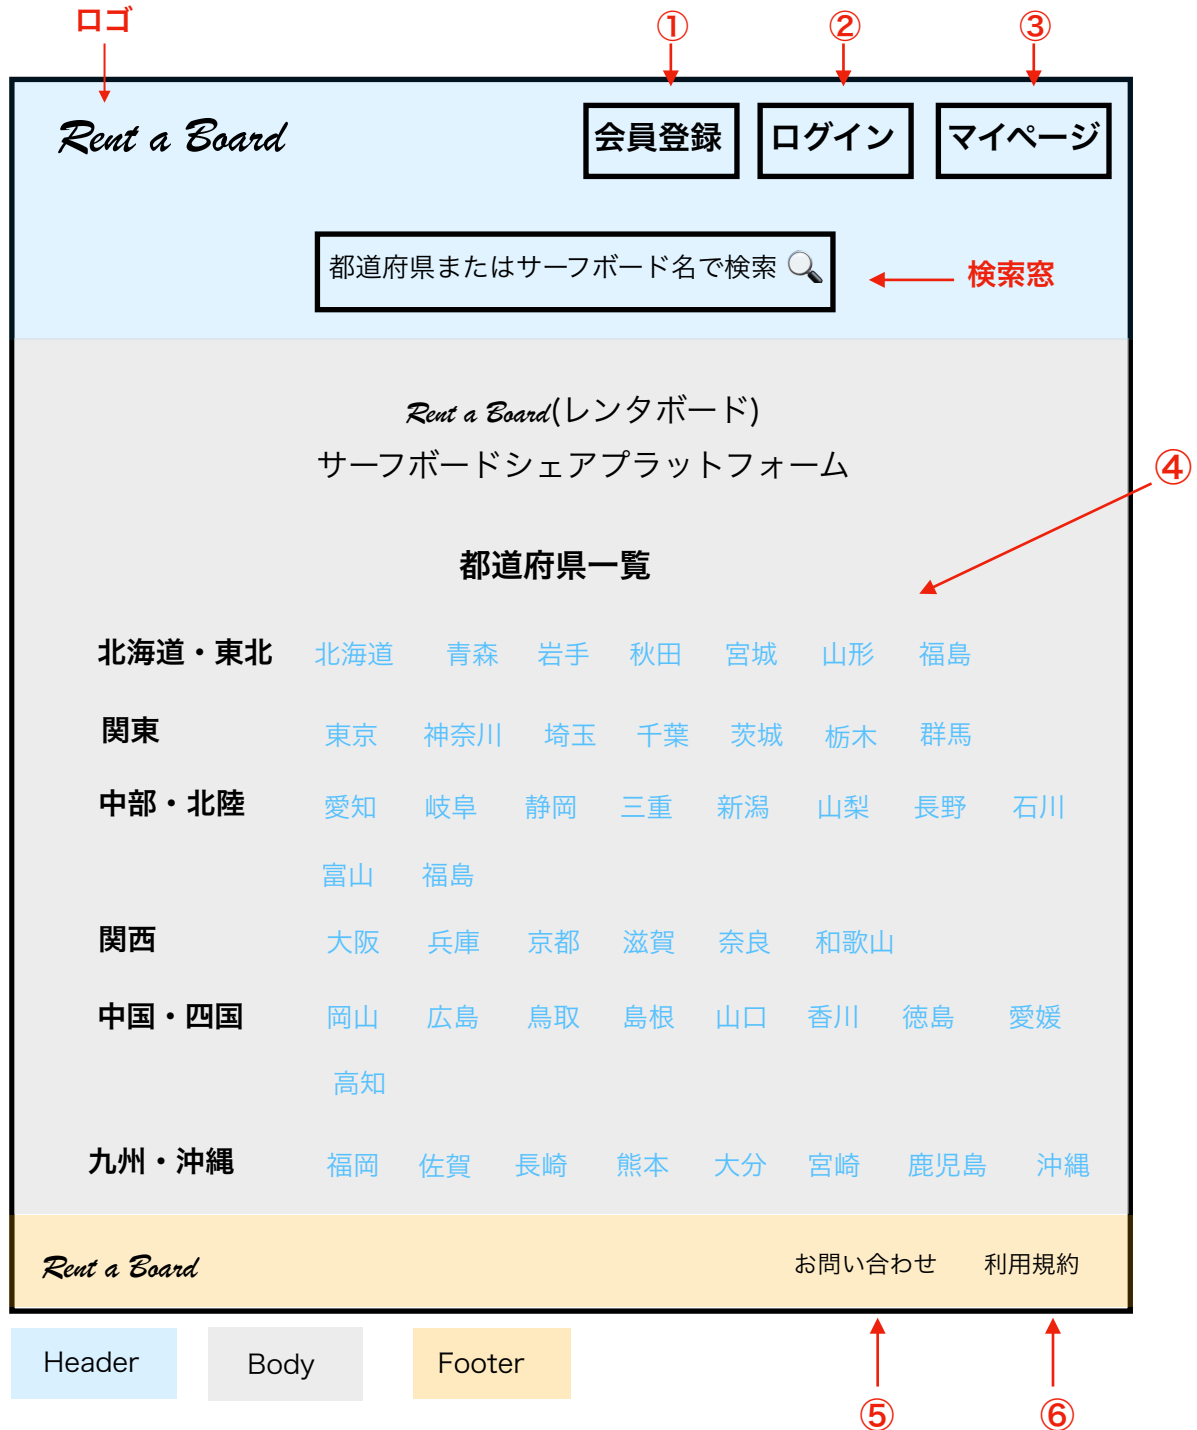 ロゴ ① ② ③
Rent a Board 会員登録 ログイン マイページ
都道府県またはサーフボード名で検索 検索窓
Rent a Board(レンタボード)
サーフボードシェアプラットフォーム
④
都道府県一覧
北海道・東北 北海道 青森 岩手 秋田 宮城 山形 福島
関東 東京 神奈川 埼玉 千葉 茨城 栃木 群馬
中部・北陸 愛知 岐阜 静岡 三重 新潟 山梨 長野 石川
富山 福島
関西 大阪 兵庫 京都 滋賀 奈良 和歌山
中国・四国 岡山 広島 鳥取 島根 山口 香川 徳島 愛媛
高知
九州・沖縄 福岡 佐賀 長崎 熊本 大分 宮崎 鹿児島 沖縄
Rent a Board お問い合わせ 利用規約
Header Body Footer
⑤ ⑥